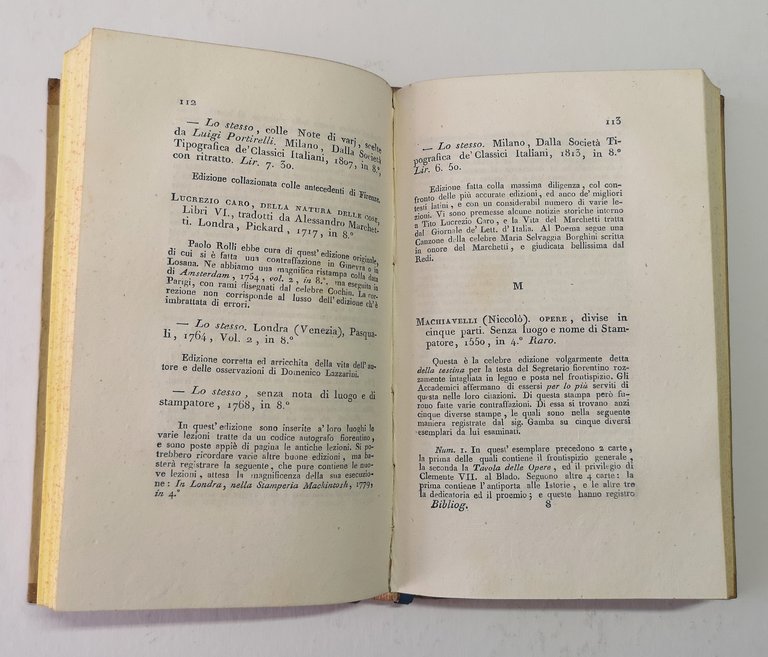 112
— Lo stesso, colle Note di varj, scelte
da Luigi Portirelli. Milano, Dalla Società
Tipografica de' Classici Italiani, 1807, in 8.°
con ritratto. Lir. 7. 30.
Edizione collazionata colle antecedenti di Firenze.
LUCREZIO CARO, DELLA NATURA DELLE COSE,
Libri VI., tradotti da Alessandro Marchet-
ti. Londra, Pickard, 1717, in 8.°
Paolo Rolli ebbe cura di quest' edizione originale,
di cui si è fatta una contraffazione in Ginevra o in
Losana. Ne abbiamo una magnifica ristampa colla data
di Amsterdam, 1754, vol. 2, in 8.°, ma eseguita in
Parigi, con rami disegnati dal celebre Cochin. La cor-
rezione non corrisponde al lusso dell' edizione ch'è
imbrattata di errori.
— Lo stesso. Londra (Venezia), Pasqua-
li, 1764, Vol. 2, in 8.°
Edizione corretta ed arricchita della vita dell' au-
tore e delle osservazioni di Domenico Lazzarini.
— Lo stesso, senza nota di luogo e di
stampatore, 1768, in 8.°
In quest' edizione sono inserite a' loro luoghi le
varie lezioni tratte da un codice autografo fiorentino,
e sono poste appiè di pagina le antiche lezioni. Si po-
trebbero ricordare varie altre buone edizioni, ma ba-
sterà registrare la seguente, che pure contiene le nuo-
ve lezioni, attesa la magnificenza della sua esecuzio-
ne: In Londra, nella Stamperia Mackintosh, 1779,
in 4.°
113
— Lo stesso. Milano, Dalla Società Ti-
pografica de' Classici Italiani, 1813, in 8.°
Lir. 6. 50.
Edizione fatta colla massima diligenza, col con-
fronto delle più accurate edizioni, ed anco de' migliori
testi latini, e con un considerabil numero di varie le-
zioni. Vi sono premesse alcune notizie storiche intorno
a Tito Lucrezio Caro, e la Vita del Marchetti tratta
dal Giornale de' Lett. d' Italia. Al Poema segue una
Canzone della celebre Maria Selvaggia Borghini scritta
in onore del Marchetti, e giudicata bellissima dal
Redi.
M
MACHIAVELLI (Niccolò). OPERE, divise in
cinque parti. Senza luogo e nome di Stam-
patore, 1550, in 4.° Raro.
Questa è la celebre edizione volgarmente detta
della testina per la testa del Segretario fiorentino roz-
zamente intagliata in legno e posta nel frontispizio. Gli
Accademici affermano di essersi per lo più serviti di
questa nelle loro citazioni. Di questa stampa però fu-
rono fatte varie contraffazioni. Di essa si trovano anzi
cinque diverse stampe, le quali sono nella seguente
maniera registrate dal sig. Gamba su cinque diversi
esemplari da lui esaminati.
Num. 1. In quest' esemplare precedono 2 carte,
la prima delle quali contiene il frontispizio generale,
la seconda la Tavola delle Opere, ed il privilegio di
Clemente VII. al Blado. Seguono altre 4 carte: la
prima contiene l'antiporta alle Istorie, e le altre tre
la dedicatoria ed il proemio; e queste hanno registro
Bibliog. 8